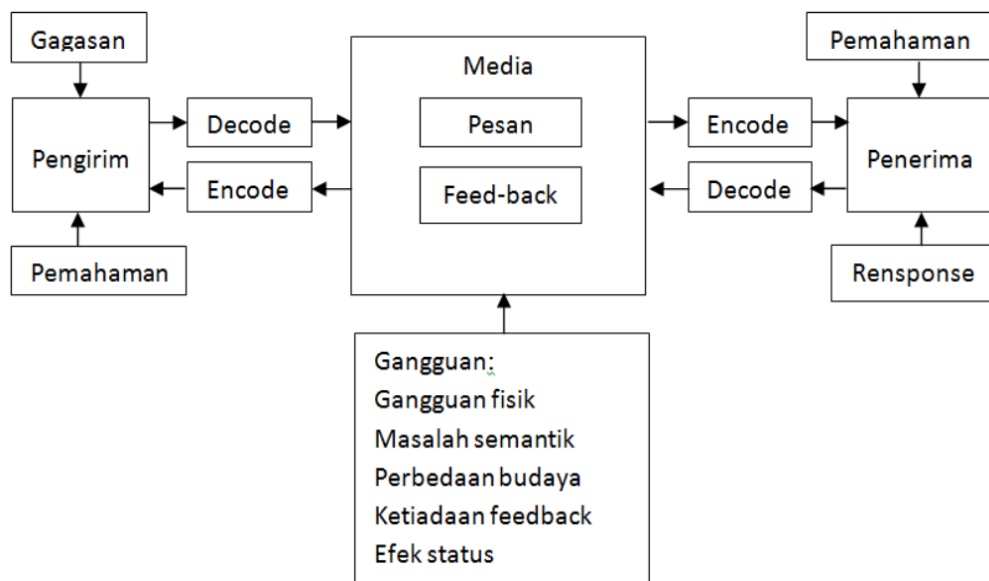 Gagasan
Pemahaman
Media
Pesan
Decode
Encode
Pengirim
Penerima
Encode
Feed-back
Decode
Pemahaman
Rensponse
Gangguan:
Gangguan fisik
Masalah semantik
Perbedaan budaya
Ketiadaan feedback
Efek status